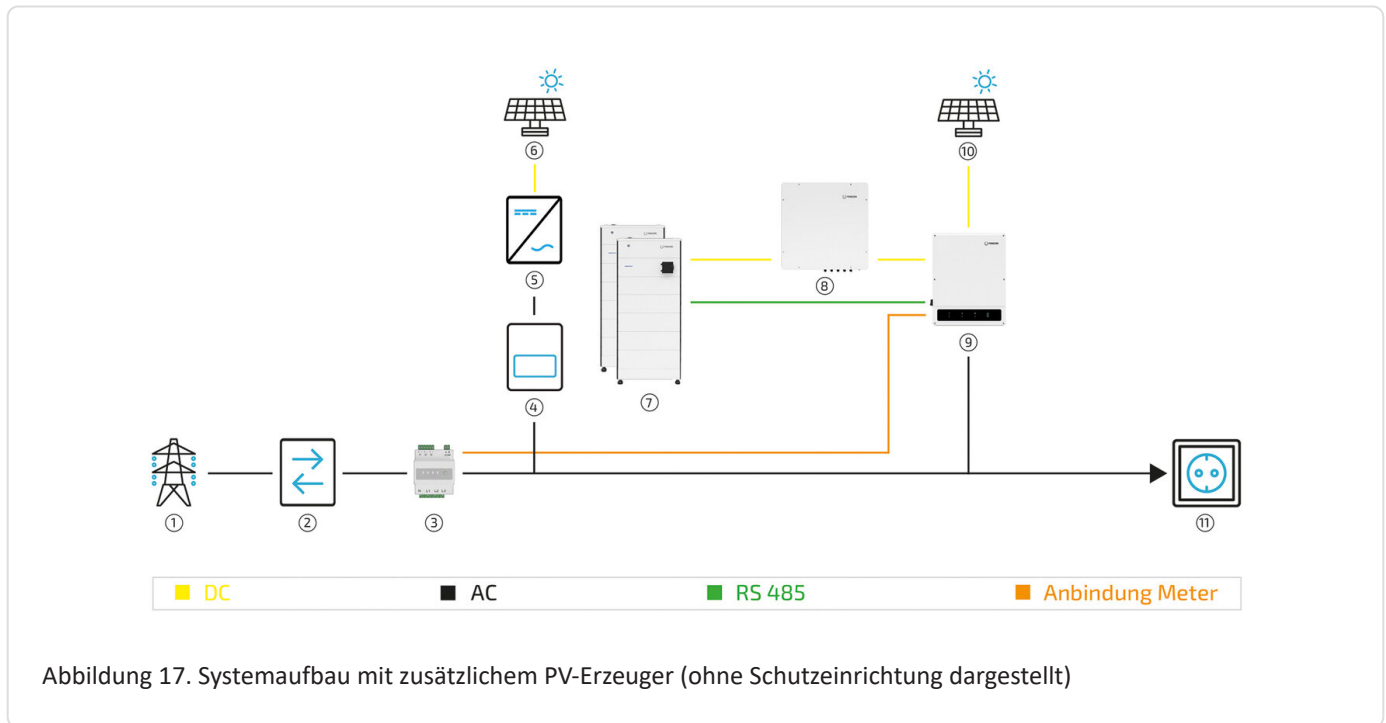 ⑥
⑩
⑤
⑧
⑨
④
⑦
①
②
③
⑪
DC
AC
RS 485
Anbindung Meter
Abbildung 17. Systemaufbau mit zusätzlichem PV-Erzeuger (ohne Schutzeinrichtung dargestellt)